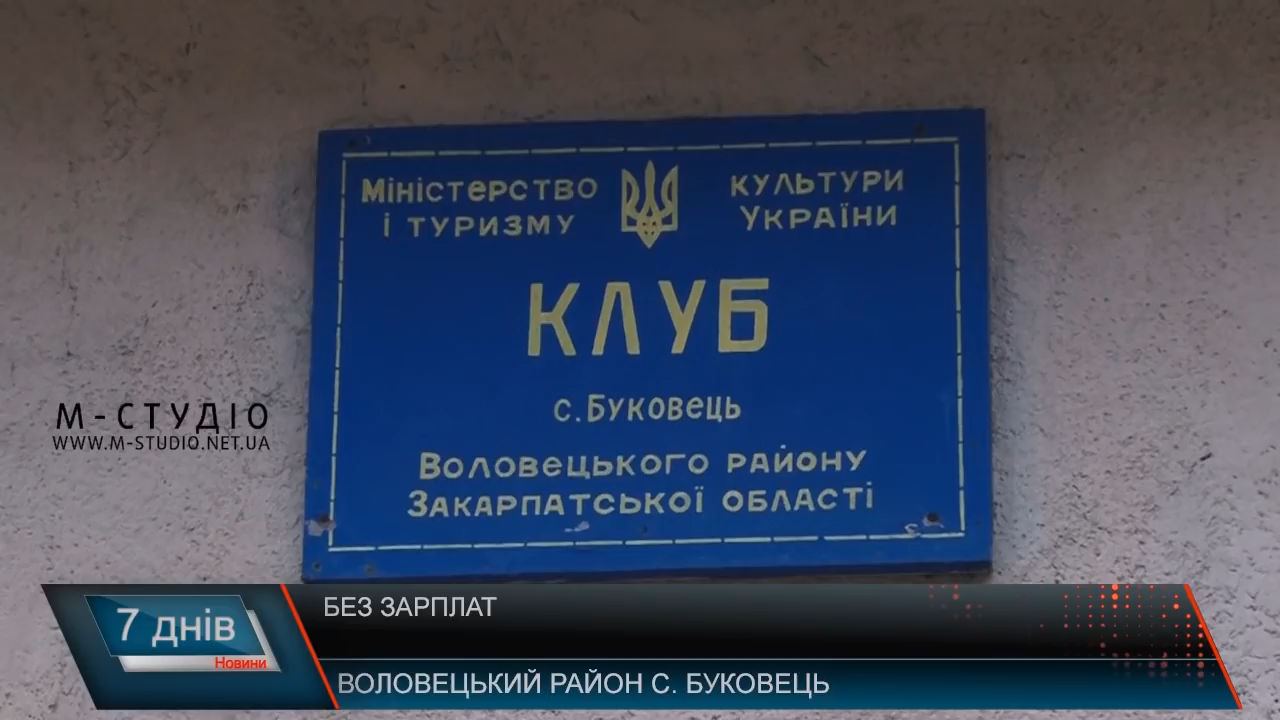 Міністерство культури
і туризму України
КЛУБ
с. Буковець
Воловецького району
Закарпатської області
М-СТУДІО
WWW.M-STUDIO.NET.UA
7 днів
Новини
БЕЗ ЗАРПЛАТ
ВОЛОВЕЦЬКИЙ РАЙОН С. БУКОВЕЦЬ